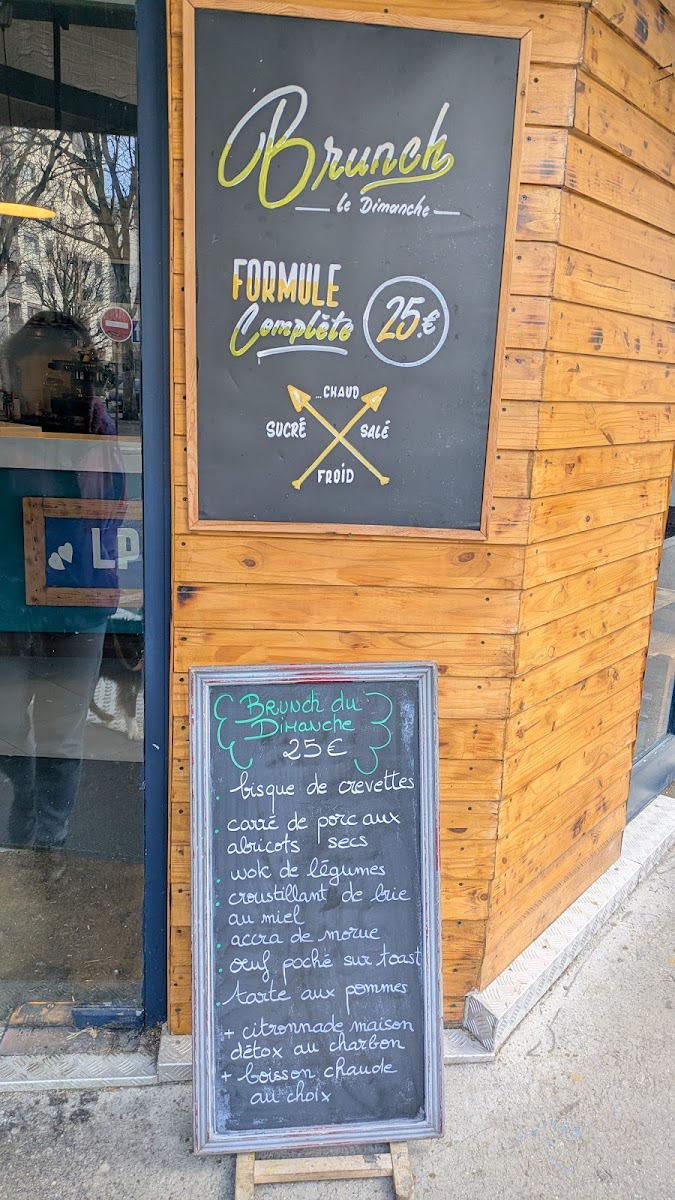 Brunch
le Dimanche
FORMULE
Complète
25.€
...CHAUD
SUCRÉ
SALÉ
FROID
LP
BRUNCH du
DIMANCHE
25€
bisque de crevettes
carré de porc aux
abricots secs
wok de légumes
croustillant de brie
au miel
accra de morue
œuf poché sur toast
tarte aux pommes
+ citronnade maison
détox au charbon
+ boisson chaude
au choix